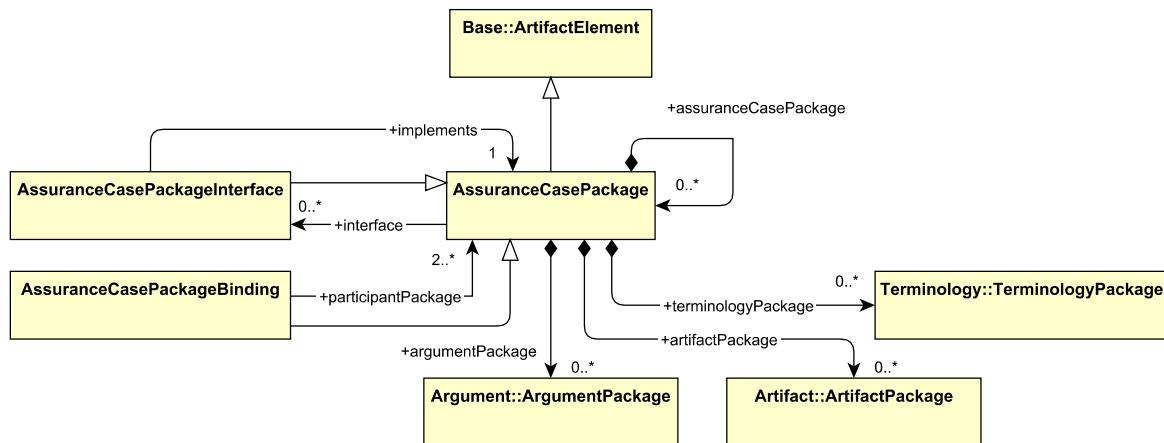 Base::ArtifactElement
+assuranceCasePackage
+implements
1
AssuranceCasePackageInterface
AssuranceCasePackage
0..*
0..*
+interface
2..*
AssuranceCasePackageBinding
+participantPackage
0..*
Terminology::TerminologyPackage
+terminologyPackage
+artifactPackage
+argumentPackage
0..*
0..*
Argument::ArgumentPackage
Artifact::ArtifactPackage